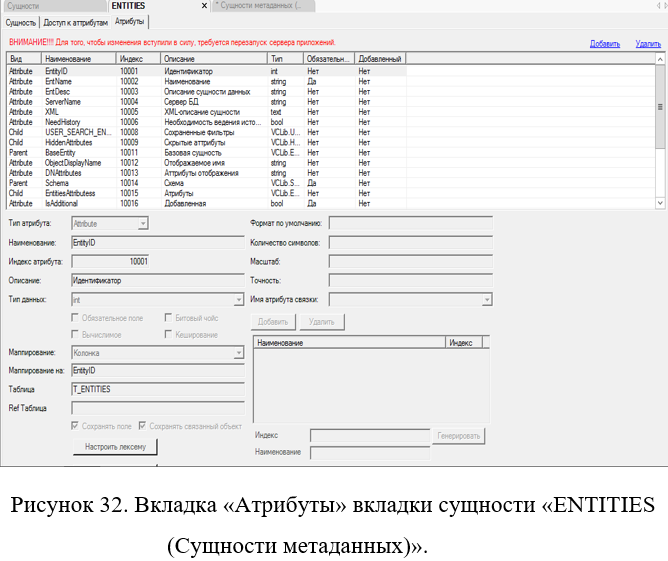 Сущности ENTITIES x * Сущности метаданных (...
Сущность Доступ к аттрибутам Атрибуты
ВНИМАНИЕ!!!! Для того, чтобы изменения вступили в силу, требуется перезапуск сервера приложений. Добавить Удалить
Вид Наименование Индекс Описание Тип Обязательн... Добавленный
Attribute EntityID 10001 Идентификатор int Нет Нет
Attribute EntName 10002 Наименование string Да Нет
Attribute EntDesc 10003 Описание сущности данных string Нет Нет
Attribute ServerName 10004 Сервер БД string Нет Нет
Attribute XML 10005 XML-описание сущности text Нет Нет
Attribute NeedHistory 10006 Необходимость ведения исто... bool Нет Нет
Child USER_SEARCH_EN... 10008 Сохраненные фильтры VCLib.U... Нет Нет
Child HiddenAttributes 10009 Скрытые аттрибуты VCLib.H... Нет Нет
Parent BaseEntity 10011 Базовая сущность VCLib.E... Нет Нет
Attribute ObjectDisplayName 10012 Отображаемое имя string Нет Нет
Attribute DNAttributes 10013 Аттрибуты отображения string Нет Нет
Parent Schema 10014 Схема VCLib.S... Да Нет
Child EntitiesAttributess 10015 Атрибуты VCLib.E... Нет Нет
Attribute IsAdditional 10016 Добавленная bool Да Нет
Тип атрибута: Attribute Формат по умолчанию:
Наименование: EntityID Количество символов:
Индекс атрибута: 10001 Масштаб:
Описание: Идентификатор Точность:
Тип данных: int Имя атрибута связки:
Обязательное поле Битовый чойс Добавить Удалить
Вычислимое Кеширование
Маппирование: Колонка Наименование Индекс
Маппирование на: EntityID
Таблица T_ENTITIES
Ref Таблица
Сохранять поле Сохранять связанный объект
Индекс Генерировать
Настроить лексему
Наименование
Рисунок 32. Вкладка «Атрибуты» вкладки сущности «ENTITIES
(Сущности метаданных)».